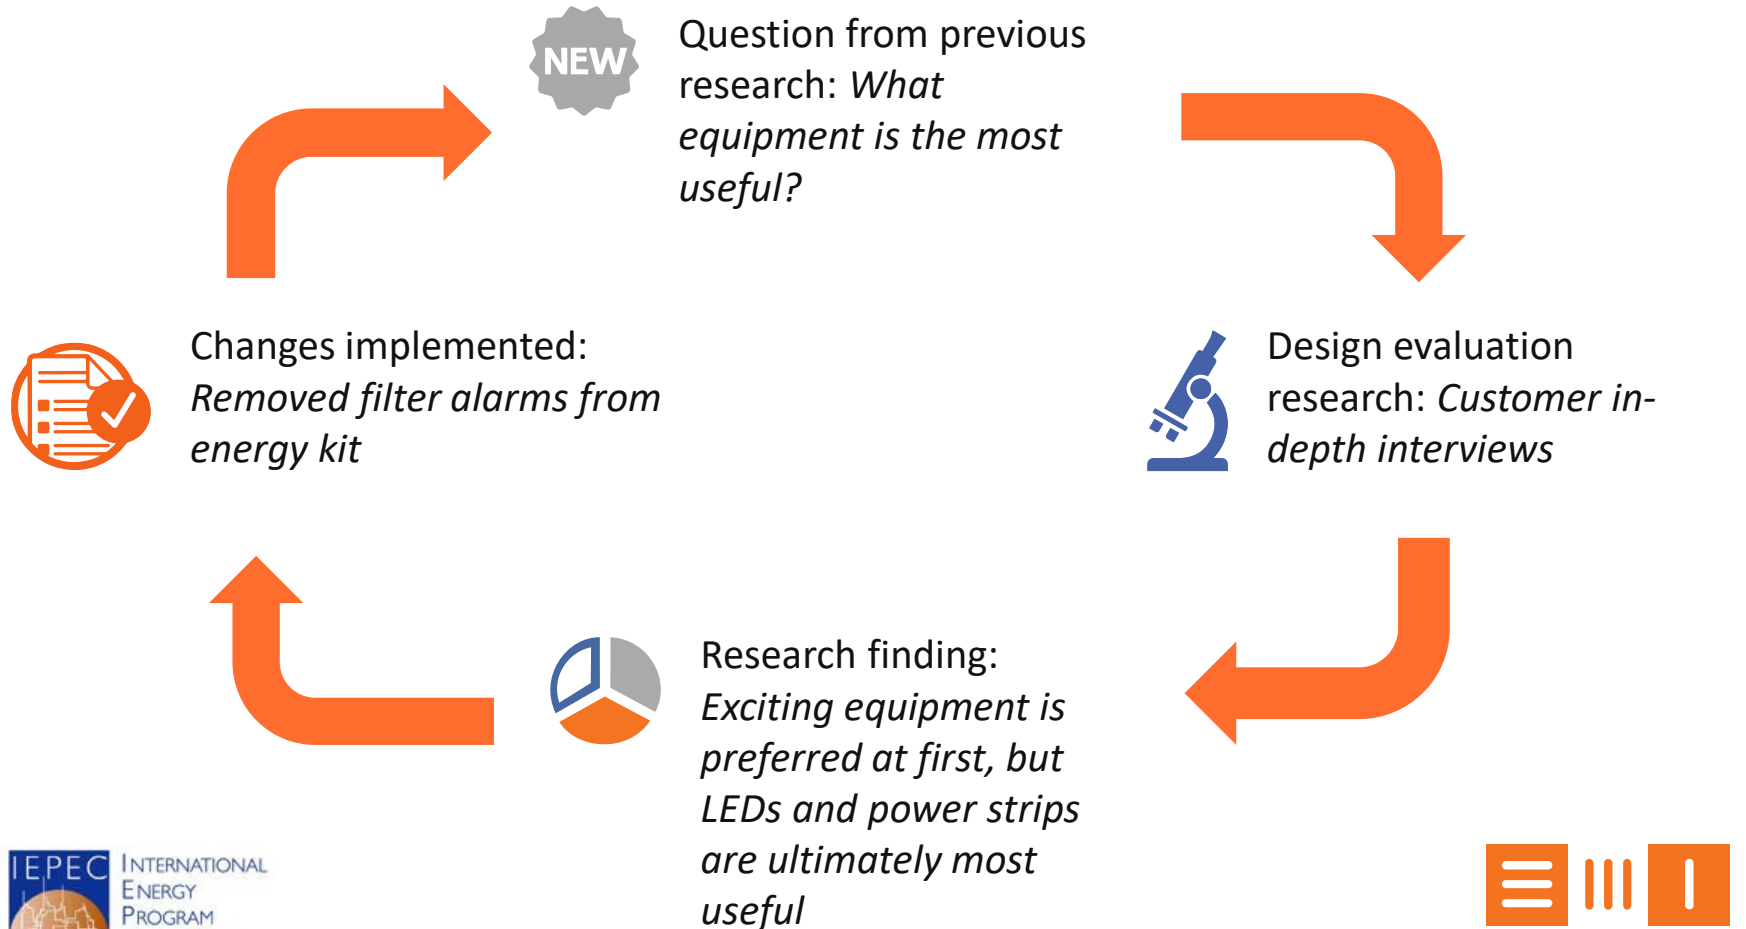 NEW
Question from previous
research: What
equipment is the most
useful?
Changes implemented:
Removed filter alarms from
energy kit
Design evaluation
research: Customer in-
depth interviews
Research finding:
Exciting equipment is
preferred at first, but
LEDs and power strips
are ultimately most
useful
IEPEC
INTERNATIONAL
ENERGY
PROGRAM